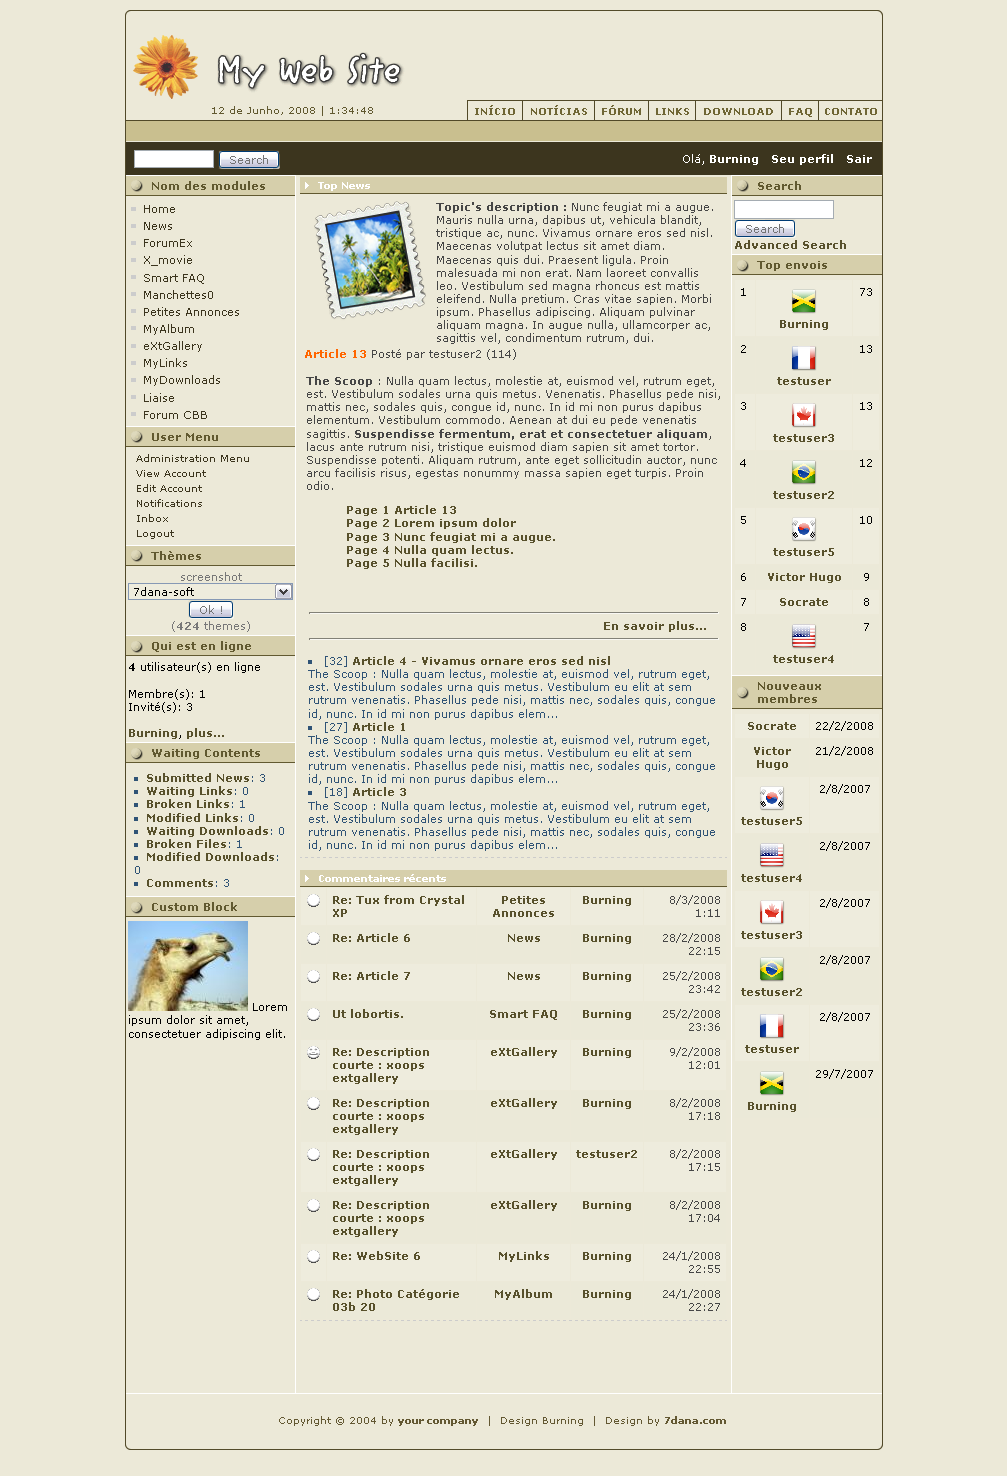 My Web Site
12 de Junho, 2008 | 1:34:48
INÍCIO NOTÍCIAS FÓRUM LINKS DOWNLOAD FAQ CONTATO
Search
Olá, Burning Seu perfil Sair
Nom des modules
Home
News
ForumEx
X_movie
Smart FAQ
Manchettes0
Petites Annonces
MyAlbum
eXtGallery
MyLinks
MyDownloads
Liaise
Forum CBB
User Menu
Administration Menu
View Account
Edit Account
Notifications
Inbox
Logout
Thèmes
screenshot
7dana-soft
Ok !
(424 themes)
Qui est en ligne
4 utilisateur(s) en ligne
Membre(s): 1
Invité(s): 3
Burning, plus...
Waiting Contents
Submitted News: 3
Waiting Links: 0
Broken Links: 1
Modified Links: 0
Waiting Downloads: 0
Broken Files: 1
Modified Downloads:
0
Comments: 3
Custom Block
Lorem
ipsum dolor sit amet,
consectetuer adipiscing elit.
Top News
Topic's description : Nunc feugiat mi a augue.
Mauris nulla urna, dapibus ut, vehicula blandit,
tristique ac, nunc. Vivamus ornare eros sed nisl.
Maecenas volutpat lectus sit amet diam.
Maecenas quis dui. Praesent ligula. Proin
malesuada mi non erat. Nam laoreet convallis
leo. Vestibulum sed magna rhoncus est mattis
eleifend. Nulla pretium. Cras vitae sapien. Morbi
ipsum. Phasellus adipiscing. Aliquam pulvinar
aliquam magna. In augue nulla, ullamcorper ac,
sagittis vel, condimentum rutrum, dui.
Article 13 Posté par testuser2 (114)
The Scoop : Nulla quam lectus, molestie at, euismod vel, rutrum eget,
est. Vestibulum sodales urna quis metus. Venenatis. Phasellus pede nisi,
mattis nec, sodales quis, congue id, nunc. In id mi non purus dapibus
elementum. Vestibulum commodo. Aenean at dui eu pede venenatis
sagittis. Suspendisse fermentum, erat et consectetuer aliquam,
lacus ante rutrum nisi, tristique euismod diam sapien sit amet tortor.
Suspendisse potenti. Aliquam rutrum, ante eget sollicitudin auctor, nunc
arcu facilisis risus, egestas nonummy massa sapien eget turpis. Proin
odio.
Page 1 Article 13
Page 2 Lorem ipsum dolor
Page 3 Nunc feugiat mi a augue.
Page 4 Nulla quam lectus.
Page 5 Nulla facilisi.
En savoir plus...
[32] Article 4 - Vivamus ornare eros sed nisl
The Scoop : Nulla quam lectus, molestie at, euismod vel, rutrum eget,
est. Vestibulum sodales urna quis metus. Vestibulum eu elit at sem
rutrum venenatis. Phasellus pede nisi, mattis nec, sodales quis, congue
id, nunc. In id mi non purus dapibus elem...
[27] Article 1
The Scoop : Nulla quam lectus, molestie at, euismod vel, rutrum eget,
est. Vestibulum sodales urna quis metus. Vestibulum eu elit at sem
rutrum venenatis. Phasellus pede nisi, mattis nec, sodales quis, congue
id, nunc. In id mi non purus dapibus elem...
[18] Article 3
The Scoop : Nulla quam lectus, molestie at, euismod vel, rutrum eget,
est. Vestibulum sodales urna quis metus. Vestibulum eu elit at sem
rutrum venenatis. Phasellus pede nisi, mattis nec, sodales quis, congue
id, nunc. In id mi non purus dapibus elem...
Commentaires récents
Re: Tux from Crystal Petites Burning 8/3/2008
XP Annonces 1:11
Re: Article 6 News Burning 28/2/2008
22:15
Re: Article 7 News Burning 25/2/2008
23:42
Ut lobortis. Smart FAQ Burning 25/2/2008
23:36
Re: Description eXtGallery Burning 9/2/2008
courte : xoops 12:01
extgallery
Re: Description eXtGallery Burning 8/2/2008
courte : xoops 17:18
extgallery
Re: Description eXtGallery testuser2 8/2/2008
courte : xoops 17:15
extgallery
Re: Description eXtGallery Burning 8/2/2008
courte : xoops 17:04
extgallery
Re: WebSite 6 MyLinks Burning 24/1/2008
22:55
Re: Photo Catégorie MyAlbum Burning 24/1/2008
03b 20 22:27
Search
Search
Advanced Search
Top envois
1 73
Burning
2 13
testuser
3 13
testuser3
4 12
testuser2
5 10
testuser5
6 Victor Hugo 9
7 Socrate 8
8 7
testuser4
Nouveaux
membres
Socrate 22/2/2008
Victor 21/2/2008
Hugo
2/8/2007
testuser5
2/8/2007
testuser4
2/8/2007
testuser3
2/8/2007
testuser2
2/8/2007
testuser
29/7/2007
Burning
Copyright © 2004 by your company | Design Burning | Design by 7dana.com